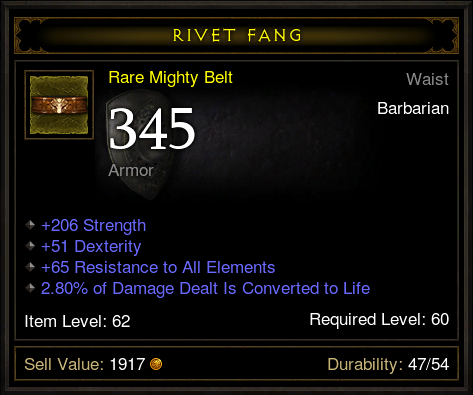 RIVET FANG
Rare Mighty Belt
Waist
345
Barbarian
Armor
+206 Strength
+51 Dexterity
+65 Resistance to All Elements
2.80% of Damage Dealt Is Converted to Life
Item Level: 62
Required Level: 60
Sell Value: 1917
Durability: 47/54